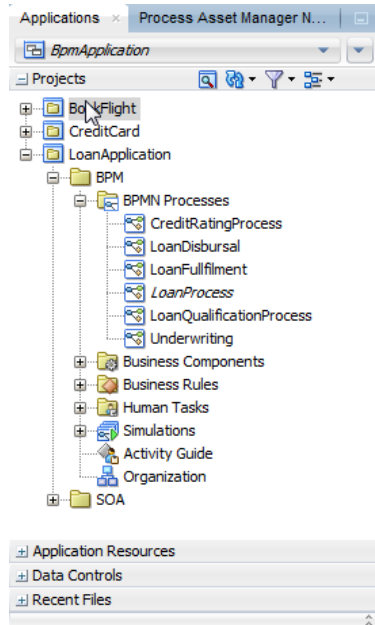 Applications
Process Asset Manager N...
BpmApplication
Projects
BookFlight
CreditCard
LoanApplication
BPM
BPMN Processes
CreditRatingProcess
LoanDisbursal
LoanFullfilment
LoanProcess
LoanQualificationProcess
Underwriting
Business Components
Business Rules
Human Tasks
Simulations
Activity Guide
Organization
SOA
Application Resources
Data Controls
Recent Files